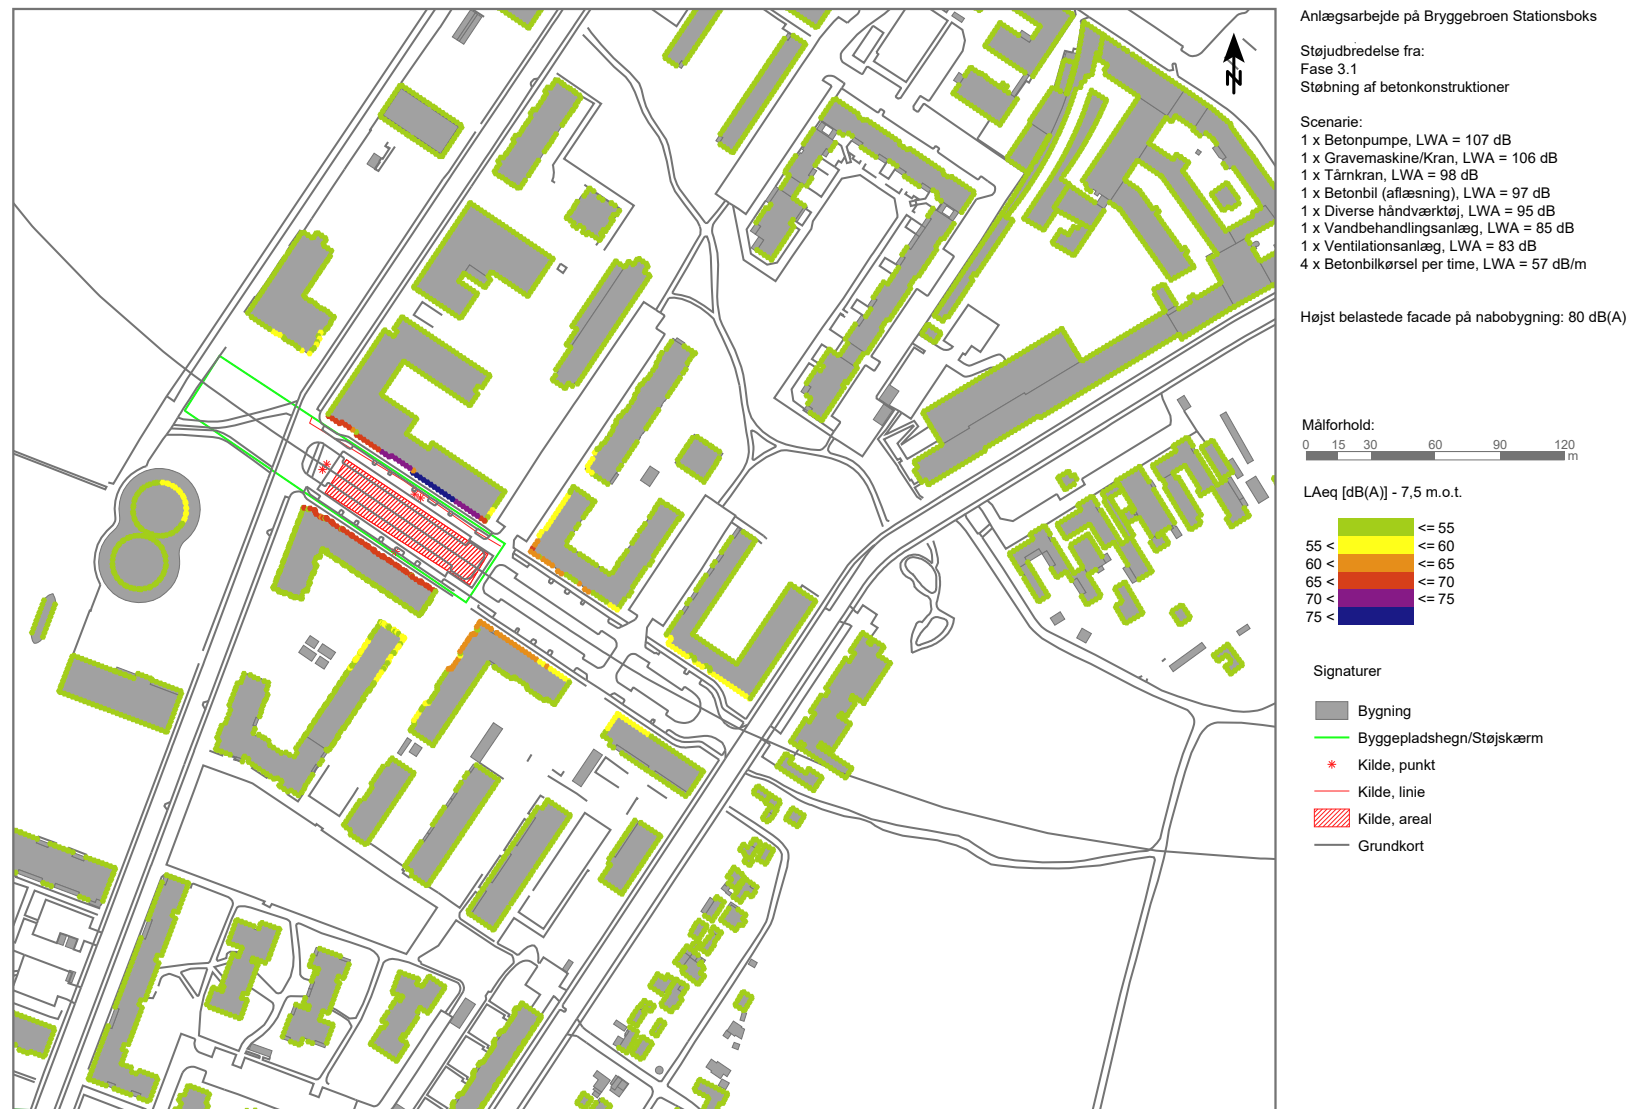 Anlægsarbejde på Bryggebroen Stationsboks
Støjudbredelse fra:
Fase 3.1
Støbning af betonkonstruktioner
Scenarie:
1 x Betonpumpe, LWA = 107 dB
1 x Gravemaskine/Kran, LWA = 106 dB
1 x Tårnkran, LWA = 98 dB
1 x Betonbil (aflæsning), LWA = 97 dB
1 x Diverse håndværktøj, LWA = 95 dB
1 x Vandbehandlingsanlæg, LWA = 85 dB
1 x Ventilationsanlæg, LWA = 83 dB
4 x Betonbilkørsel per time, LWA = 57 dB/m
Højst belastede facade på nabobygning: 80 dB(A)
N
Målforhold:
0 15 30 60 90 120
m
LAeq [dB(A)] - 7,5 m.o.t.
<= 55
55 < <= 60
60 < <= 65
65 < <= 70
70 < <= 75
75 <
Signaturer
Bygning
Byggepladshegn/Støjskærm
Kilde, punkt
Kilde, linie
Kilde, areal
Grundkort